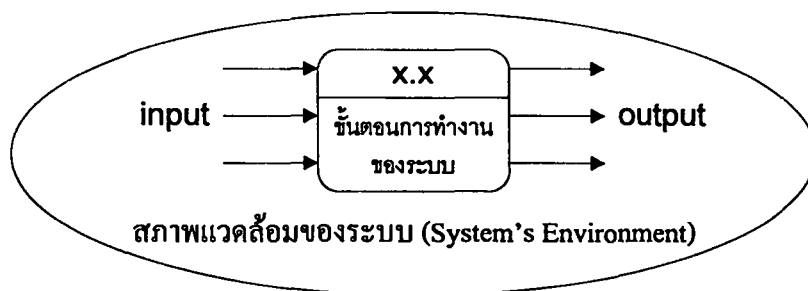 x.x
input
ขั้นตอนการทำงาน
ของระบบ
output
สภาพแวดล้อมของระบบ (System's Environment)